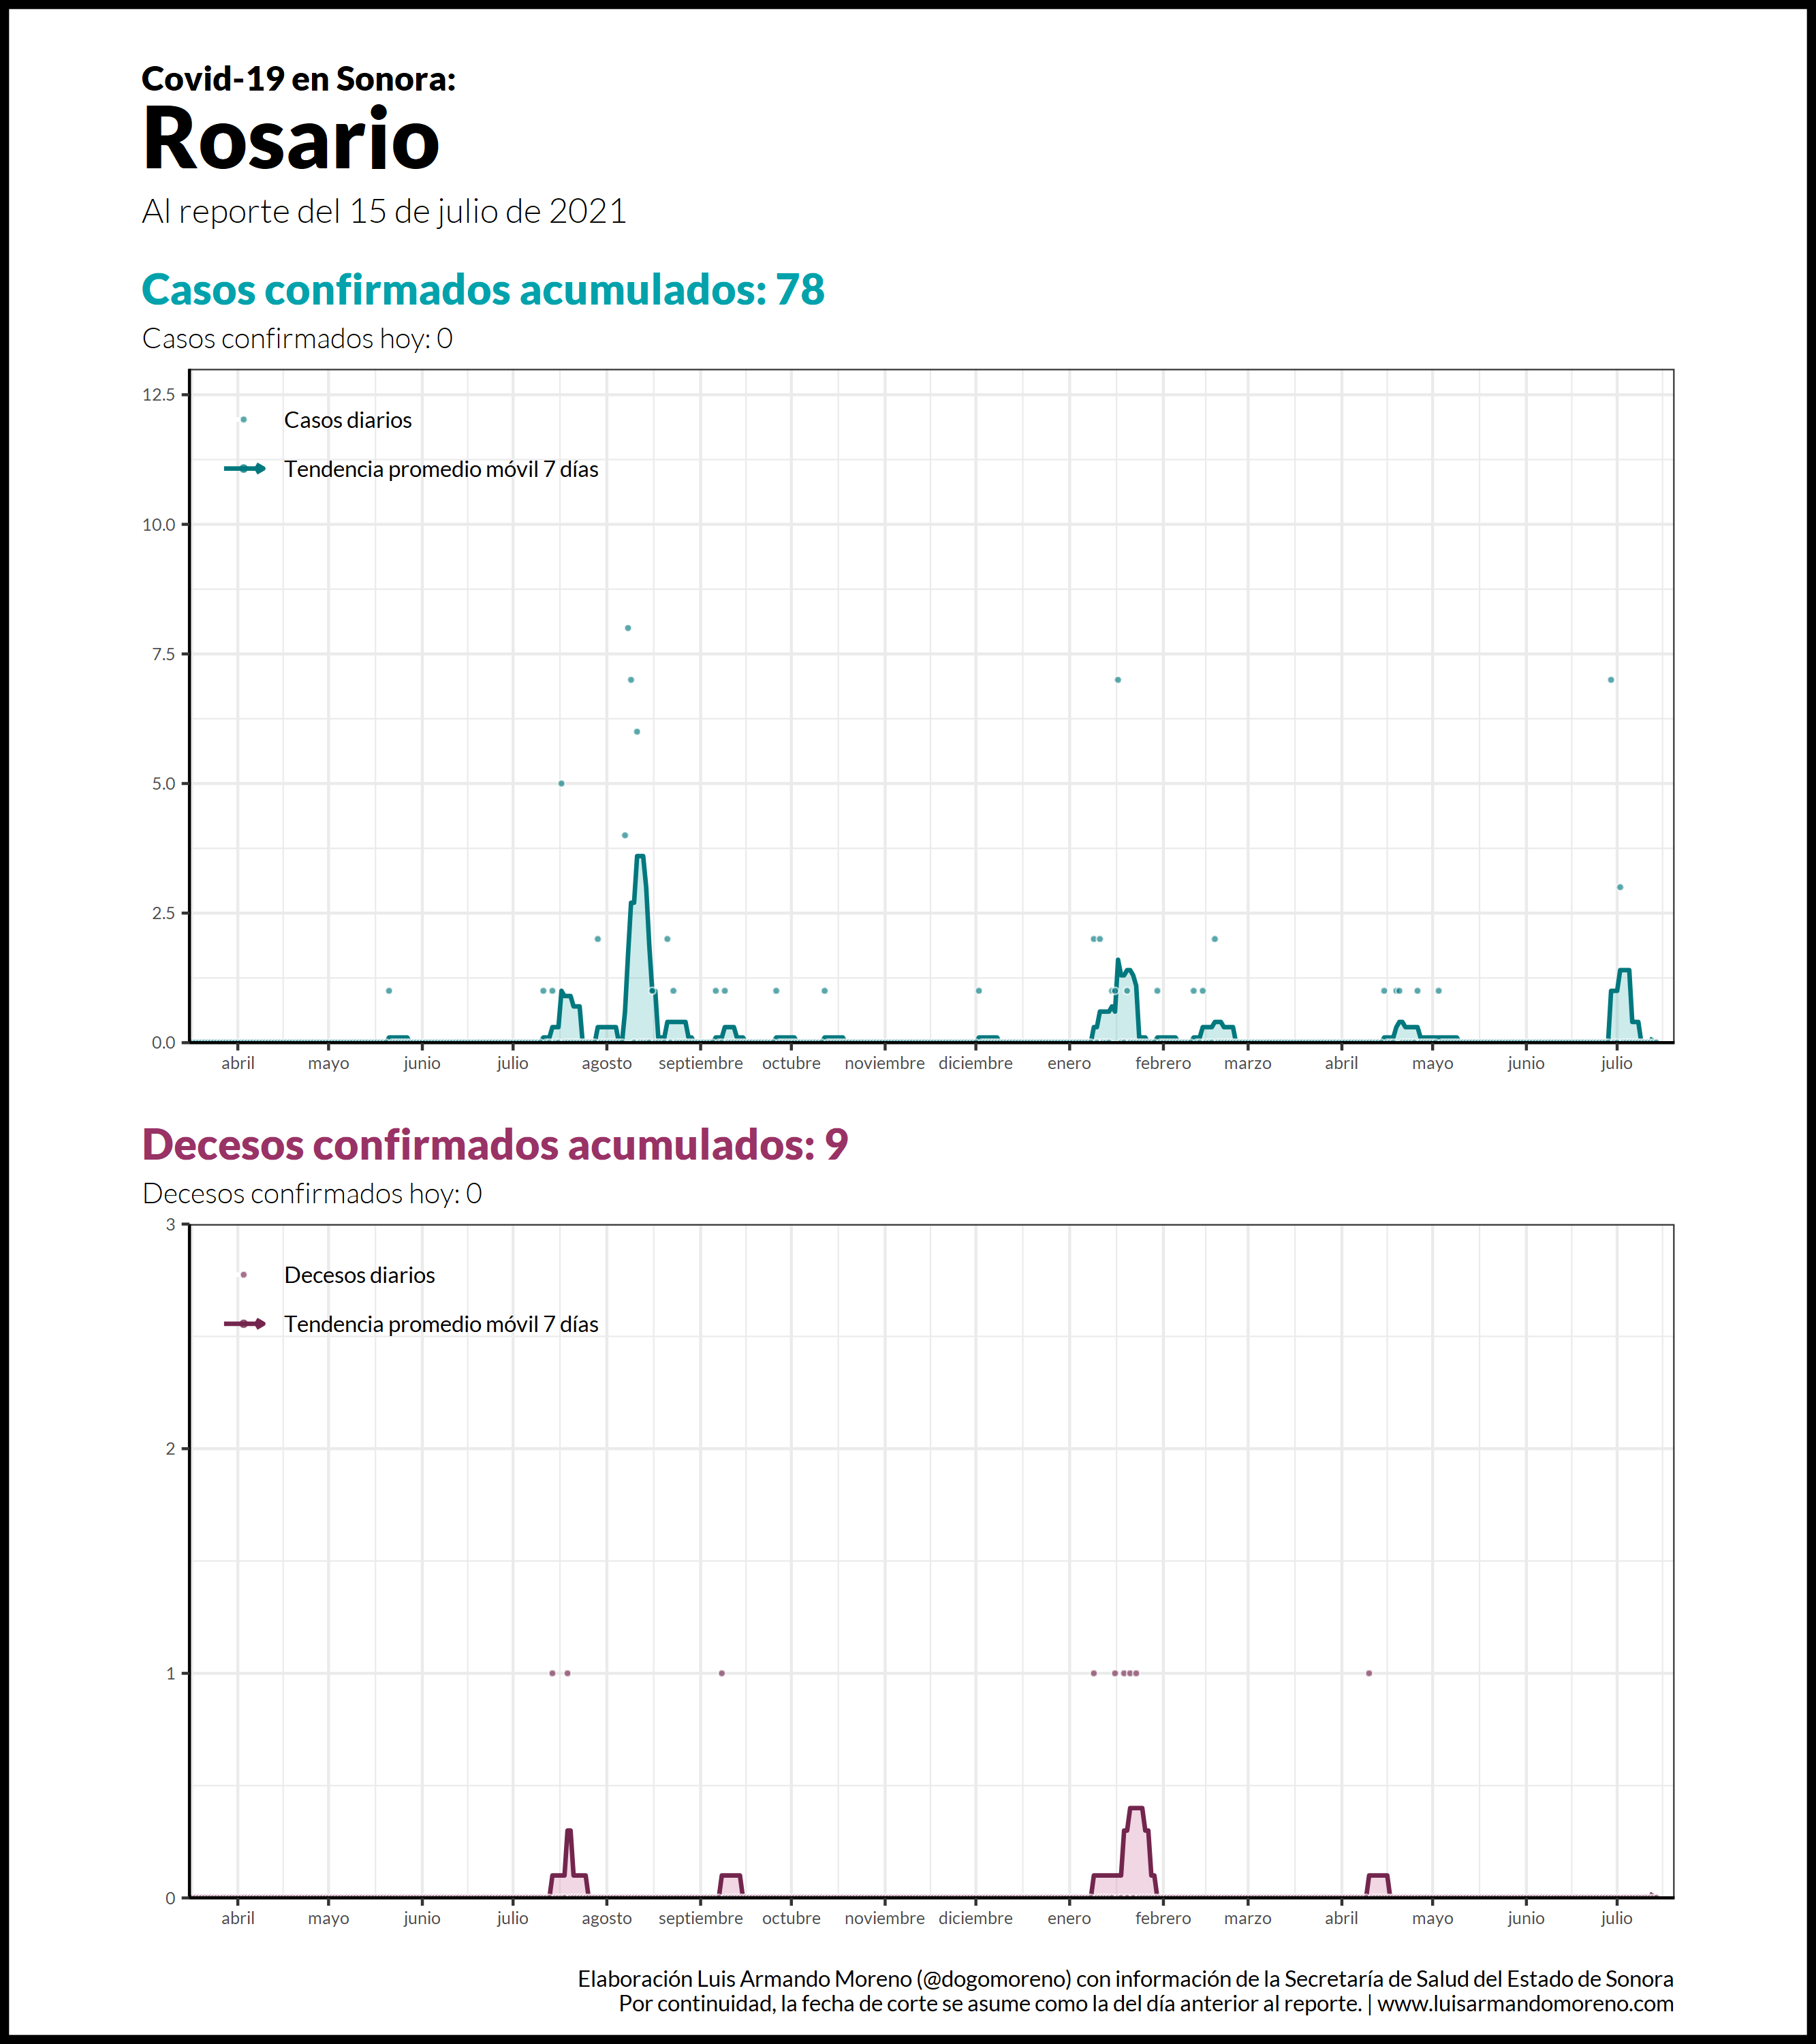 Covid-19 en Sonora:
Rosario
Al reporte del 15 de julio de 2021
Casos confirmados acumulados: 78
Casos confirmados hoy: 0
12.5
10.0
7.5
5.0
2.5
0.0
Casos diarios
Tendencia promedio móvil 7 días
abril mayo junio julio agosto septiembre octubre noviembre diciembre enero febrero marzo abril mayo junio julio
Decesos confirmados acumulados: 9
Decesos confirmados hoy: 0
3
2
1
0
Decesos diarios
Tendencia promedio móvil 7 días
abril mayo junio julio agosto septiembre octubre noviembre diciembre enero febrero marzo abril mayo junio julio
Elaboración Luis Armando Moreno (@dogomoreno) con información de la Secretaría de Salud del Estado de Sonora
Por continuidad, la fecha de corte se asume como la del día anterior al reporte. | www.luisarmandomoreno.com